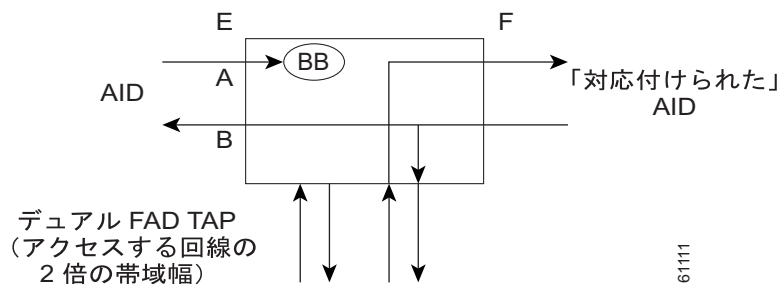 E
F
BB
A
AID
B
「対応付けられた」
AID
デュアル FAD TAP
（アクセスする回線の
2 倍の帯域幅）
61111